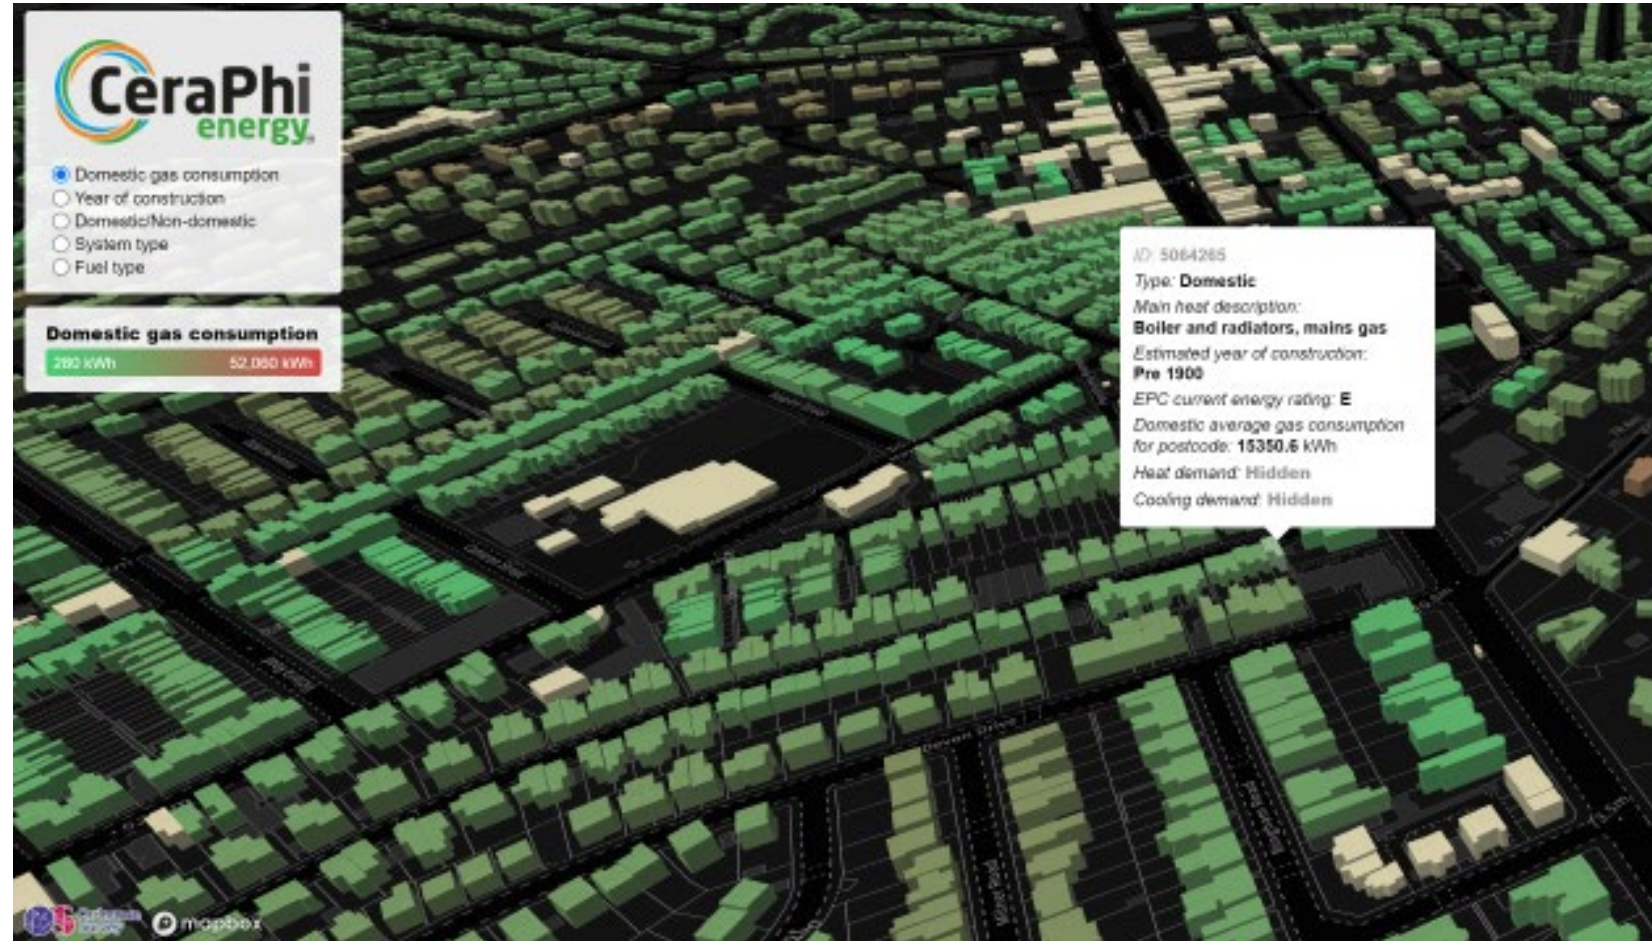 CeraPhi
energy
Domestic gas consumption
Year of construction
Domestic/Non-domestic
System type
Fuel type
Domestic gas consumption
280 kWh 52,060 kWh
ID: 5064265
Type: Domestic
Main heat description:
Boiler and radiators, mains gas
Estimated year of construction:
Pre 1900
EPC current energy rating: E
Domestic average gas consumption
for postcode: 15350.6 kWh
Heat demand: Hidden
Cooling demand: Hidden
Devon Drive
mapbox